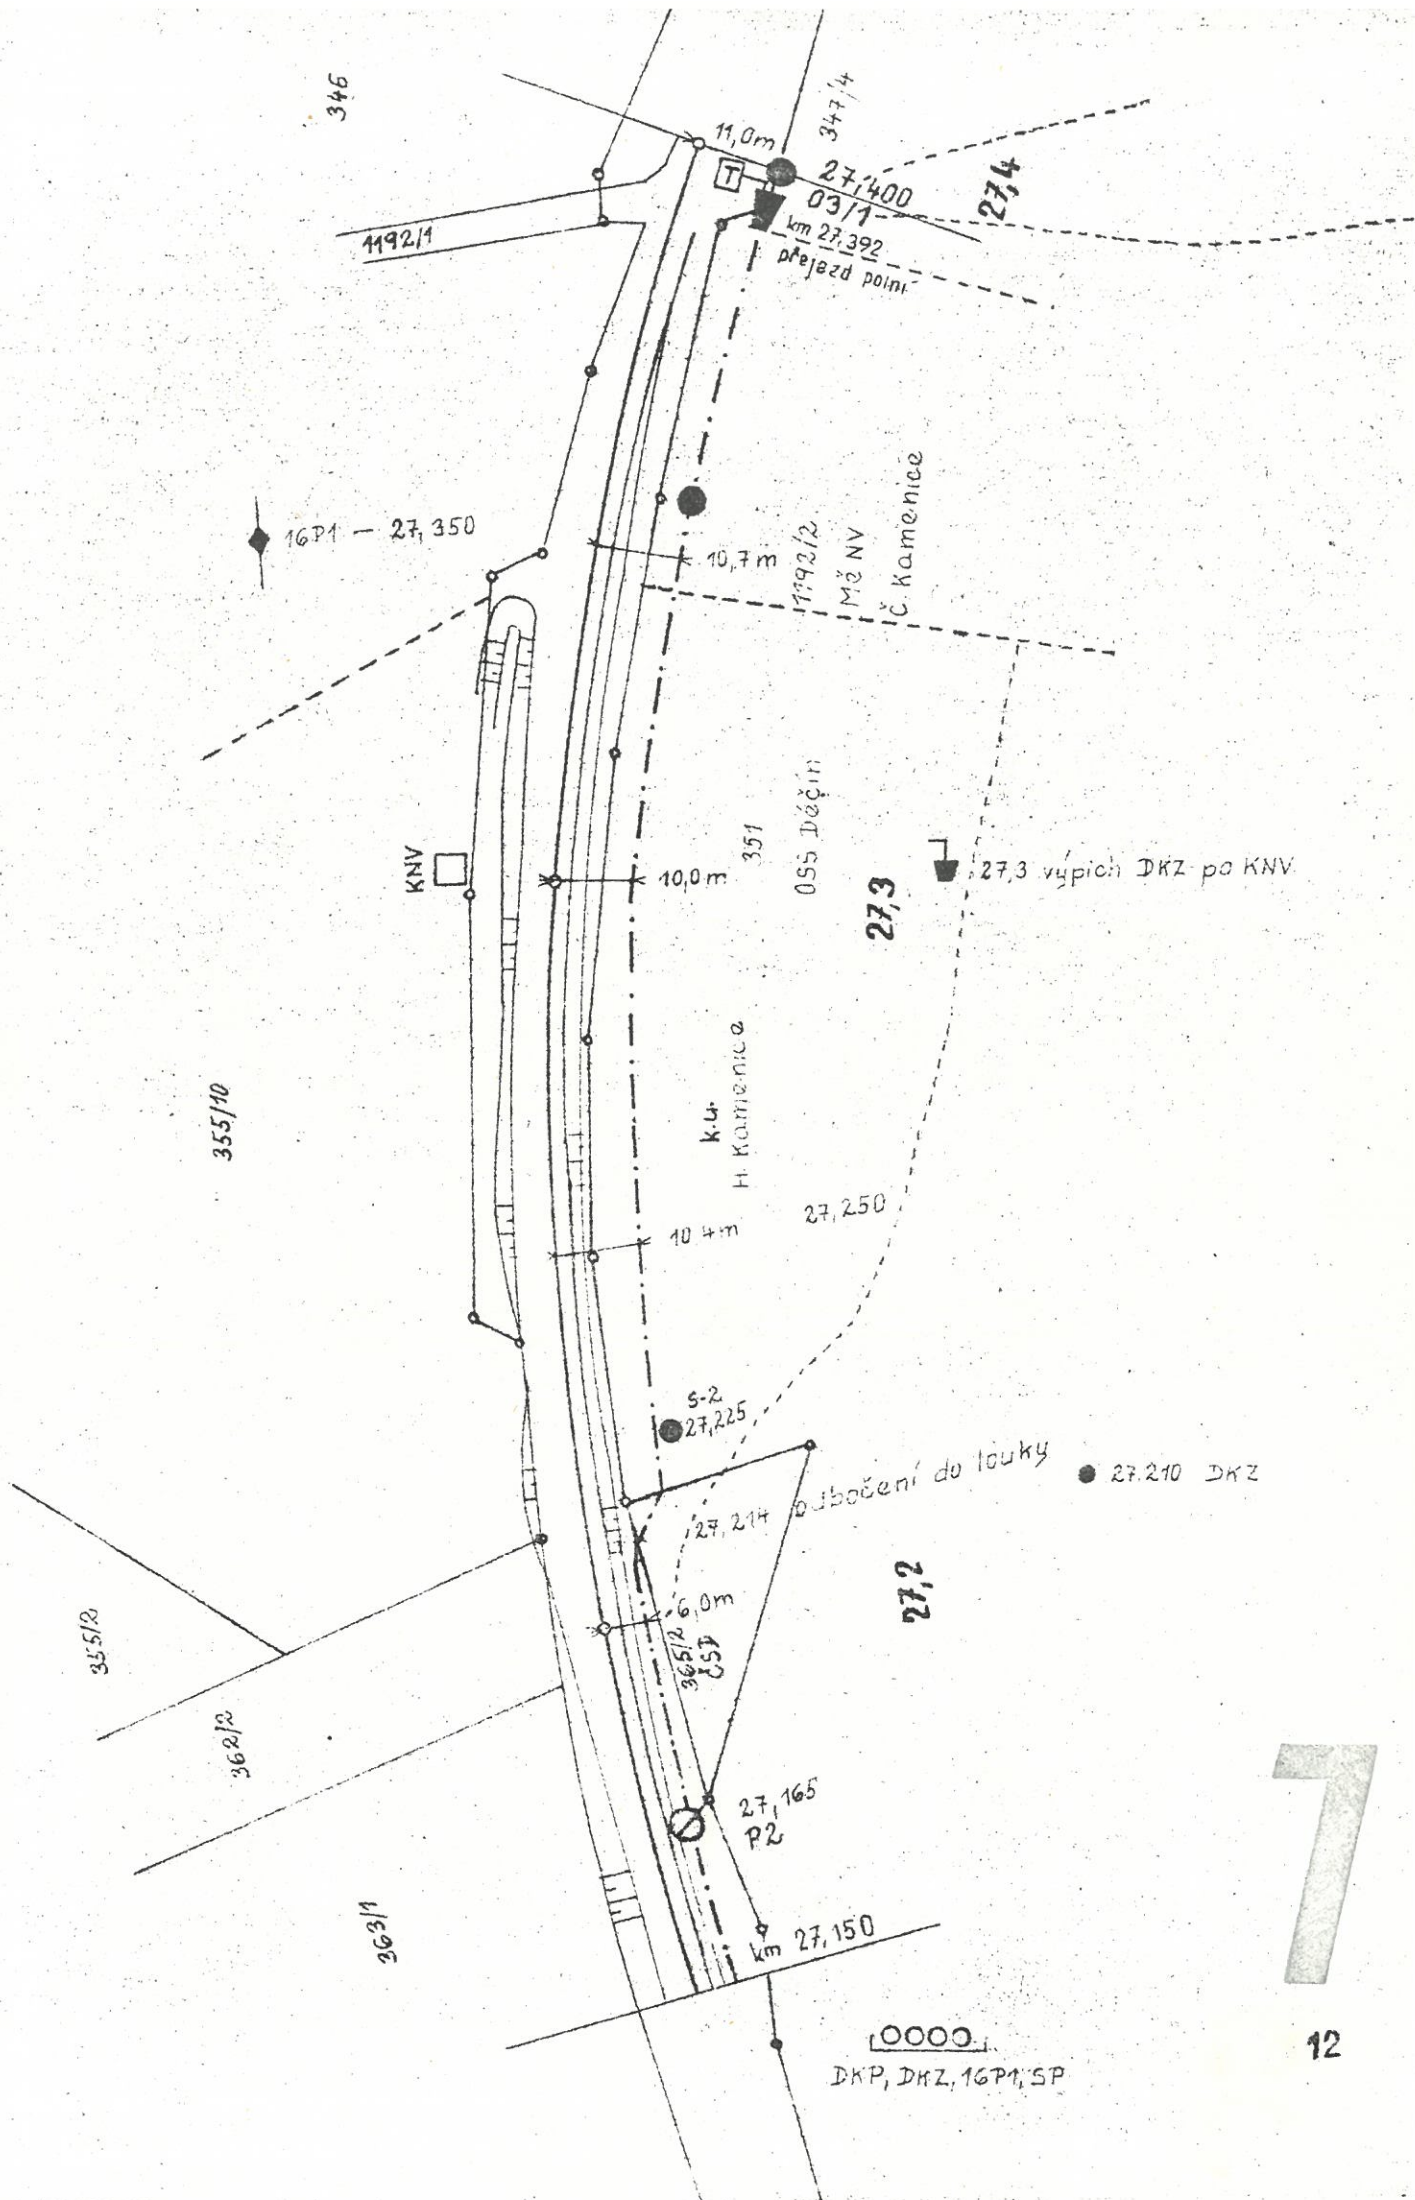 346
347/4
11,0m
T
27,400
03/1
km 27,392
přejezd polní
27,4
1192/1
16P1 - 27,350
10,7m
1192/2
Mě NV
Č. Kamenice
KNV
10,0m
351
OSS Děčín
27,3
27,3 výpich DKZ po KNV
355/10
k.ú.
H. Kamenice
27,250
10.4m
S-2
27,225
27,214 odbočení do louky
27.210 DKZ
27,2
6,0m
365/2
ČSD
355/2
362/2
363/1
27,165
P2
km 27,150
7
12
DKP, DKZ, 16P1, SP